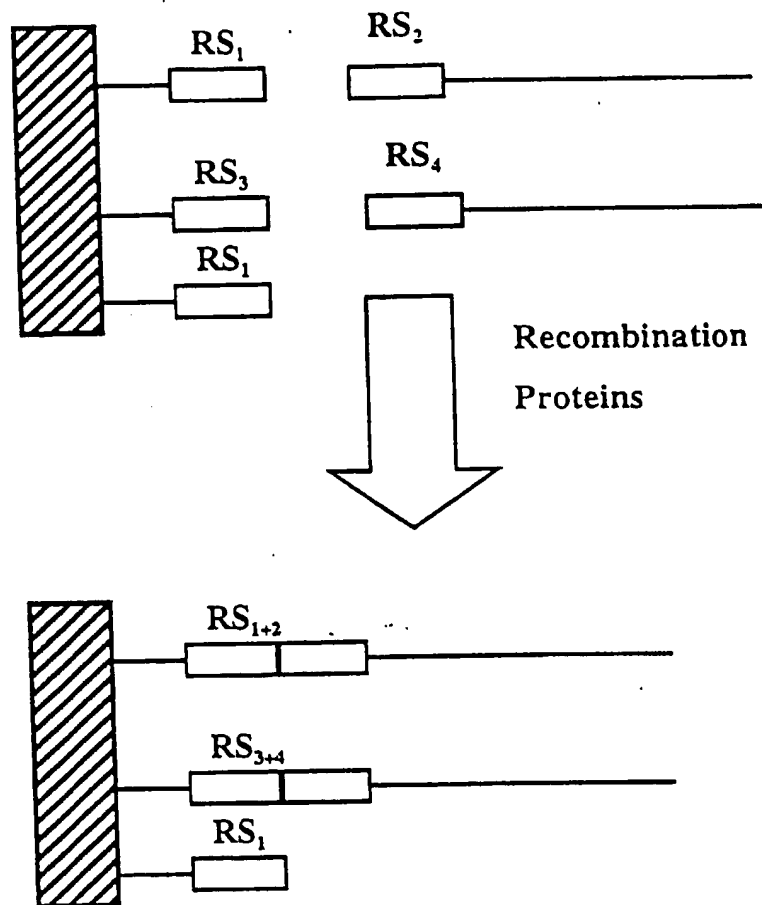 RS₁
RS₂
RS₃
RS₄
RS₁
Recombination
Proteins
RS₁₊₂
RS₃₊₄
RS₁